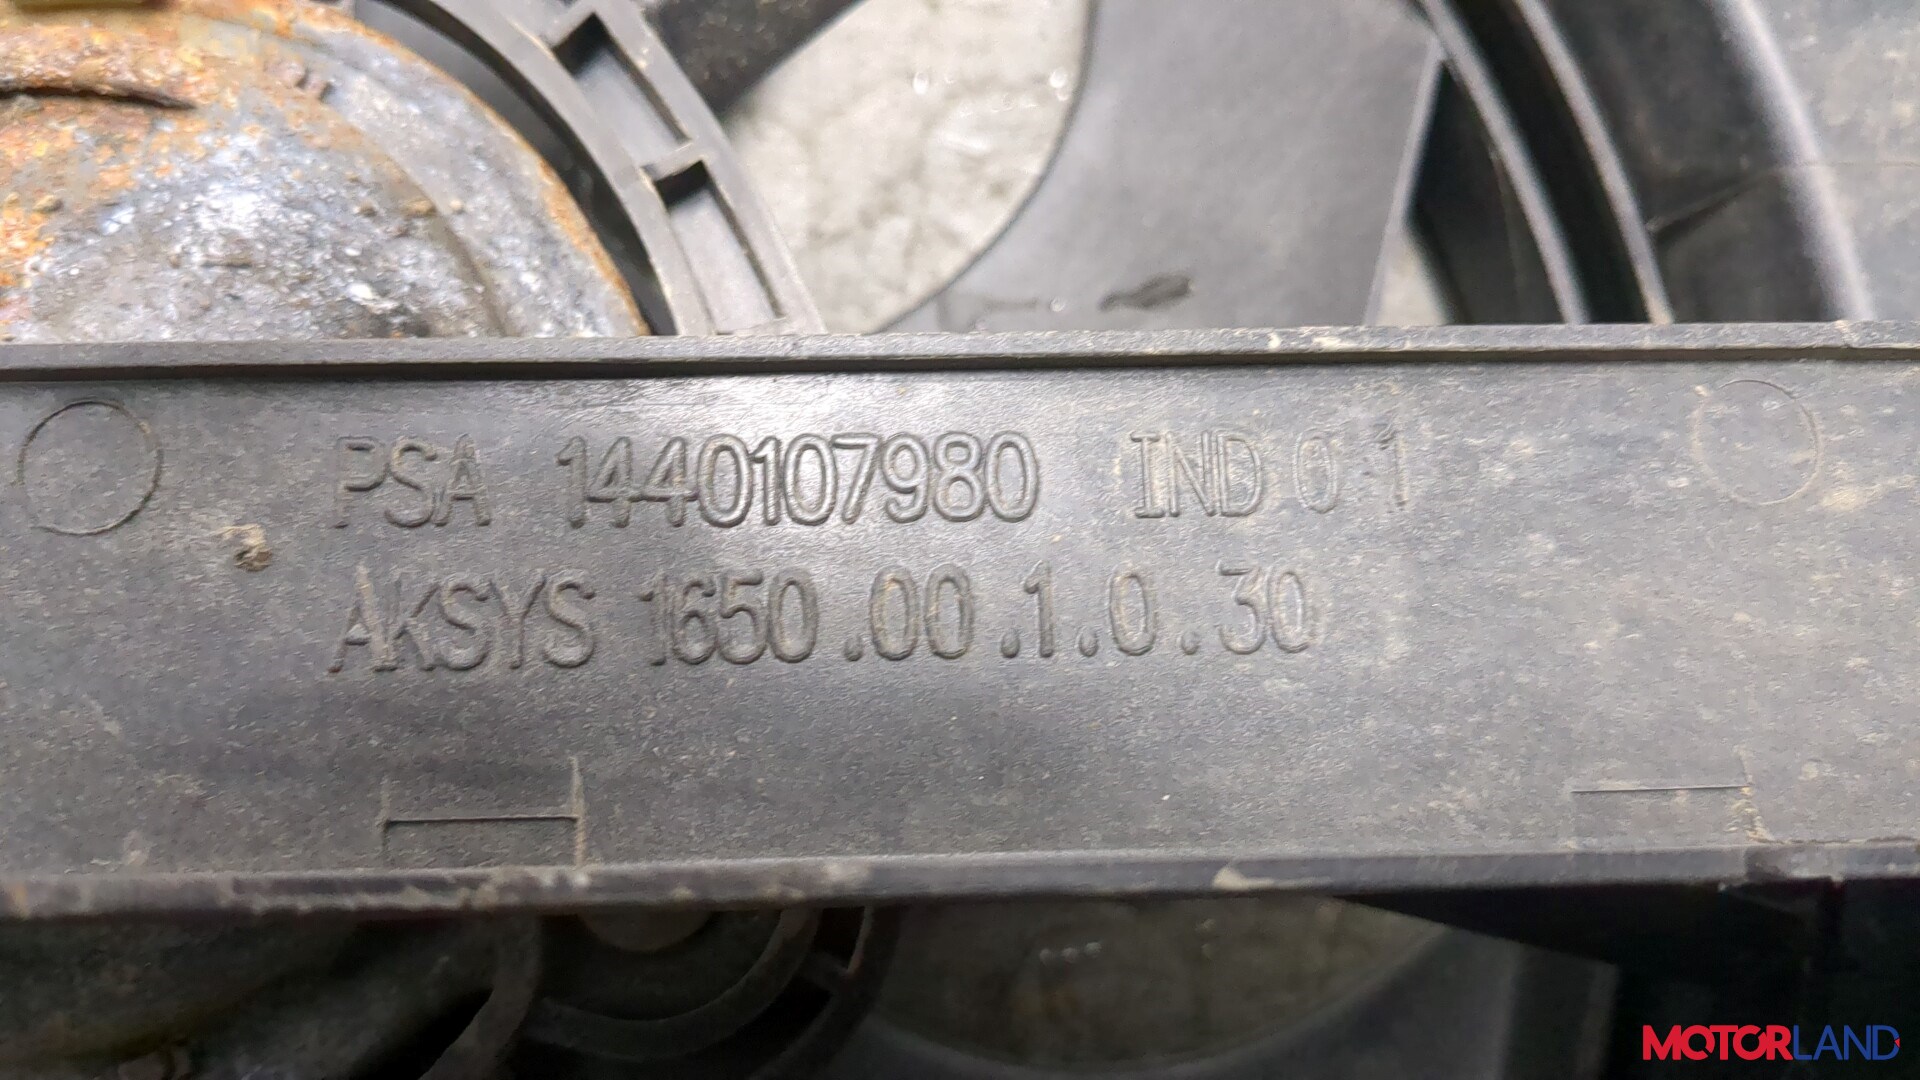 PSA 1440107980 IND 0 1
AKSYS 1650.00.1.0.30
MOTORLAND